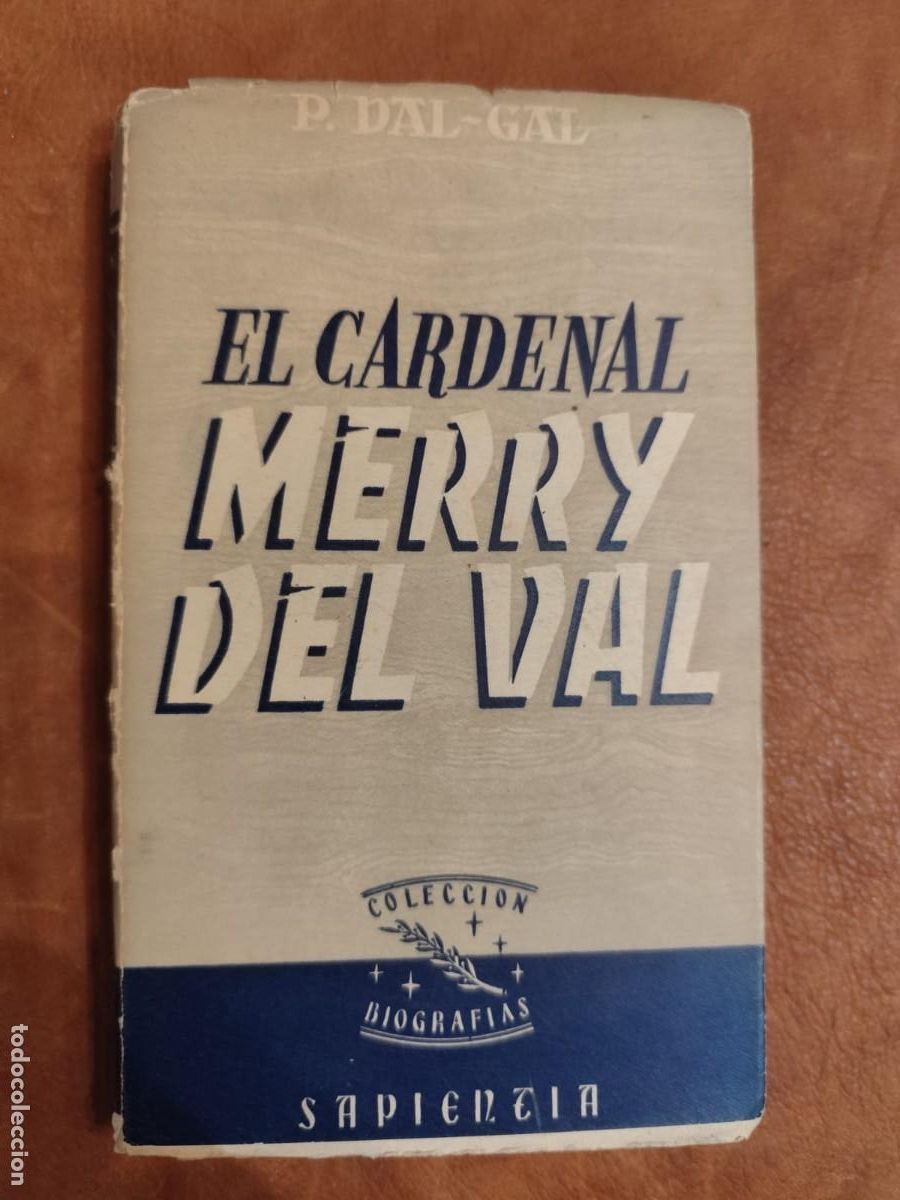 P. DAL-GAL
EL CARDENAL
MERRY
DEL VAL
COLECCION
BIOGRAFIAS
SAPIENTIA
todocoleccion